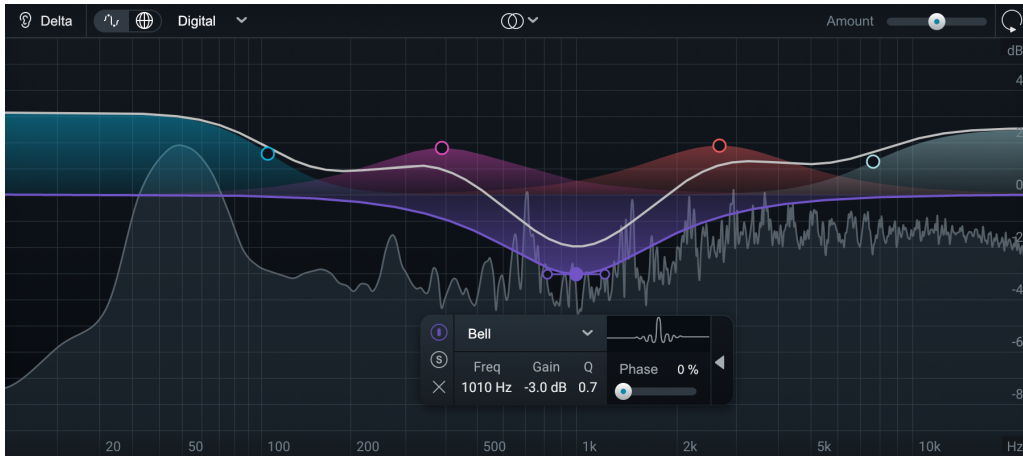 Delta Digital Amount
dB
4
2
0
-2
-4
-6
-8
Bell
S
Freq Gain Q
1010 Hz -3.0 dB 0.7
Phase 0 %
20 50 100 200 500 1k 2k 5k 10k Hz